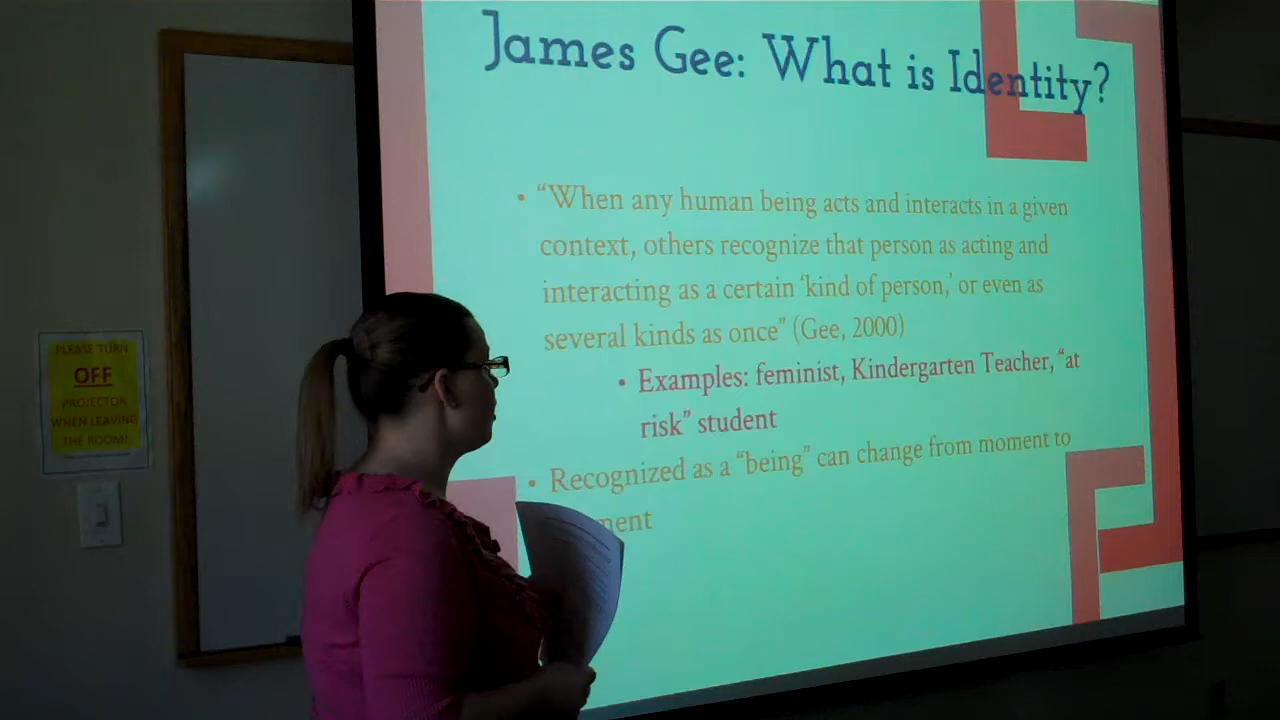 James Gee: What is Identity?
• “When any human being acts and interacts in a given
context, others recognize that person as acting and
interacting as a certain ‘kind of person,’ or even as
several kinds as once” (Gee, 2000)
• Examples: feminist, Kindergarten Teacher, “at
risk” student
• Recognized as a “being” can change from moment to
ment
PLEASE TURN
OFF
PROJECTOR
WHEN LEAVING
THE ROOM!